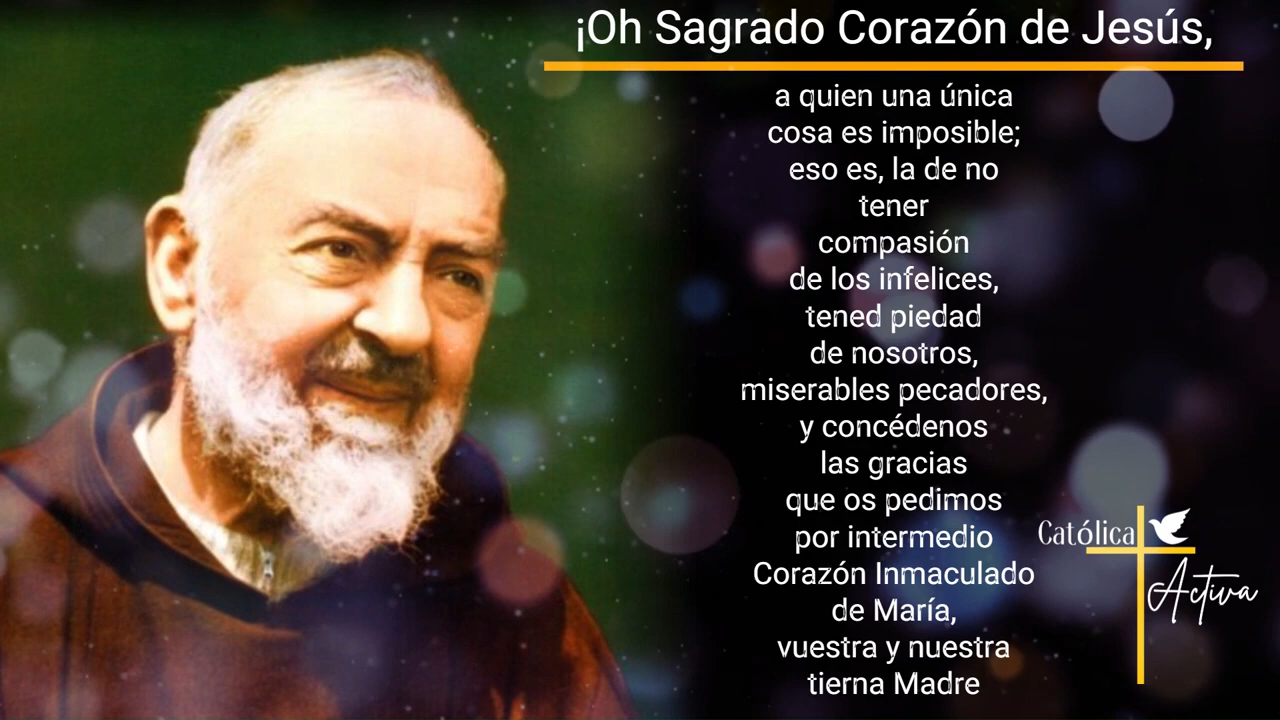 ¡Oh Sagrado Corazón de Jesús,
a quien una única
cosa es imposible;
eso es, la de no
tener
compasión
de los infelices,
tened piedad
de nosotros,
miserables pecadores,
y concédenos
las gracias
que os pedimos
por intermedio
Corazón Inmaculado
de María,
vuestra y nuestra
tierna Madre
Católica
Activa